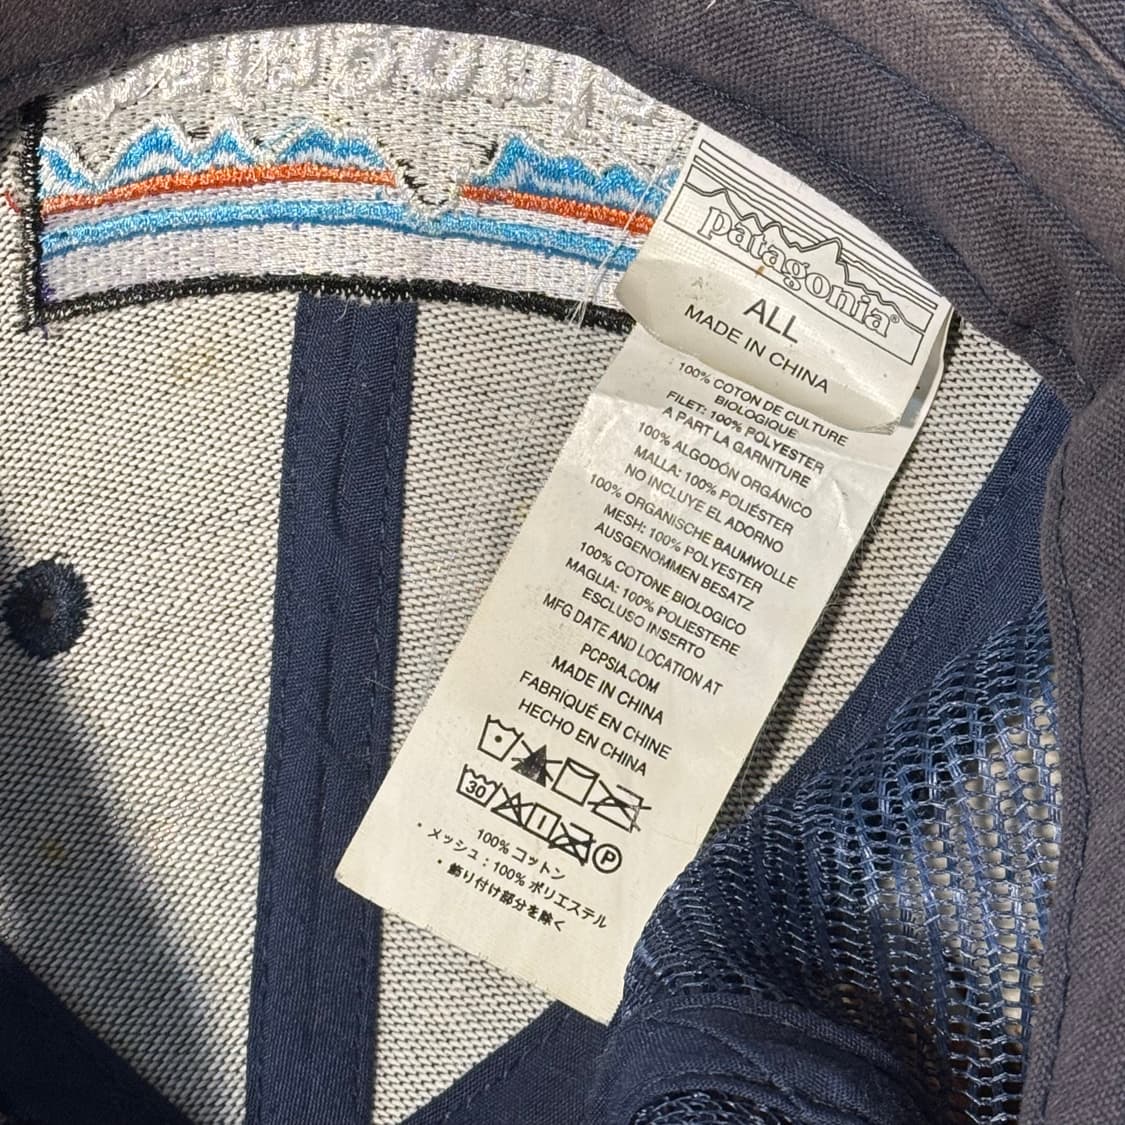 patagonia®
ALL
MADE IN CHINA
100% COTON DE CULTURE
BIOLOGIQUE
FILET: 100% POLYESTER
A PART LA GARNITURE
100% ALGODÓN ORGÁNICO
MALLA: 100% POLIÉSTER
NO INCLUYE EL ADORNO
100% ORGANISCHE BAUMWOLLE
MESH: 100% POLYESTER
AUSGENOMMEN BESATZ
100% COTONE BIOLOGICO
MAGLIA: 100% POLIESTERE
ESCLUSO INSERTO
MFG DATE AND LOCATION AT
PCPSIA.COM
MADE IN CHINA
FABRIQUÉ EN CHINE
HECHO EN CHINA
30 P
100% コットン
・メッシュ:100% ポリエステル
・飾り付け部分を除く